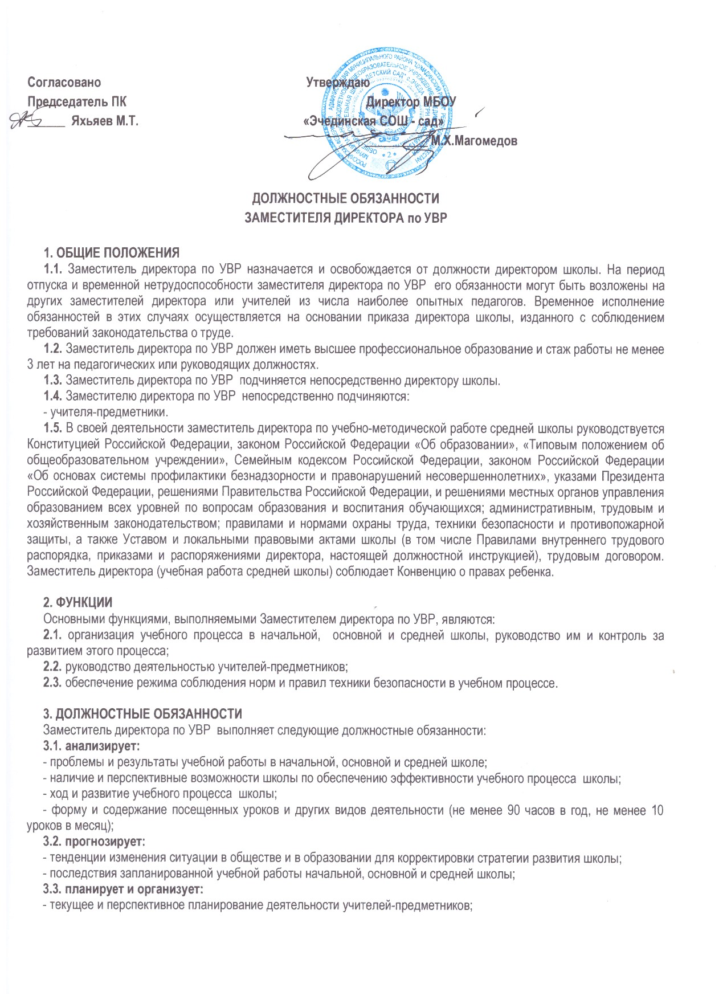 Согласовано Утверждаю
Председатель ПК Директор МБОУ
_______ Яхьяев М.Т. «Эчединская СОШ - сад»
________ М.Х.Магомедов
ДОЛЖНОСТНЫЕ ОБЯЗАННОСТИ
ЗАМЕСТИТЕЛЯ ДИРЕКТОРА по УВР
1. ОБЩИЕ ПОЛОЖЕНИЯ
1.1. Заместитель директора по УВР назначается и освобождается от должности директором школы. На период
отпуска и временной нетрудоспособности заместителя директора по УВР его обязанности могут быть возложены на
других заместителей директора или учителей из числа наиболее опытных педагогов. Временное исполнение
обязанностей в этих случаях осуществляется на основании приказа директора школы, изданного с соблюдением
требований законодательства о труде.
1.2. Заместитель директора по УВР должен иметь высшее профессиональное образование и стаж работы не менее
3 лет на педагогических или руководящих должностях.
1.3. Заместитель директора по УВР подчиняется непосредственно директору школы.
1.4. Заместителю директора по УВР непосредственно подчиняются:
- учителя-предметники.
1.5. В своей деятельности заместитель директора по учебно-методической работе средней школы руководствуется
Конституцией Российской Федерации, законом Российской Федерации «Об образовании», «Типовым положением об
общеобразовательном учреждении», Семейным кодексом Российской Федерации, законом Российской Федерации
«Об основах системы профилактики безнадзорности и правонарушений несовершеннолетних», указами Президента
Российской Федерации, решениями Правительства Российской Федерации, и решениями местных органов управления
образованием всех уровней по вопросам образования и воспитания обучающихся; административным, трудовым и
хозяйственным законодательством; правилами и нормами охраны труда, техники безопасности и противопожарной
защиты, а также Уставом и локальными правовыми актами школы (в том числе Правилами внутреннего трудового
распорядка, приказами и распоряжениями директора, настоящей должностной инструкцией), трудовым договором.
Заместитель директора (учебная работа средней школы) соблюдает Конвенцию о правах ребенка.
2. ФУНКЦИИ
Основными функциями, выполняемыми Заместителем директора по УВР, являются:
2.1. организация учебного процесса в начальной, основной и средней школы, руководство им и контроль за
развитием этого процесса;
2.2. руководство деятельностью учителей-предметников;
2.3. обеспечение режима соблюдения норм и правил техники безопасности в учебном процессе.
3. ДОЛЖНОСТНЫЕ ОБЯЗАННОСТИ
Заместитель директора по УВР выполняет следующие должностные обязанности:
3.1. анализирует:
- проблемы и результаты учебной работы в начальной, основной и средней школе;
- наличие и перспективные возможности школы по обеспечению эффективности учебного процесса школы;
- ход и развитие учебного процесса школы;
- форму и содержание посещенных уроков и других видов деятельности (не менее 90 часов в год, не менее 10
уроков в месяц);
3.2. прогнозирует:
- тенденции изменения ситуации в обществе и в образовании для корректировки стратегии развития школы;
- последствия запланированной учебной работы начальной, основной и средней школы;
3.3. планирует и организует:
- текущее и перспективное планирование деятельности учителей-предметников;